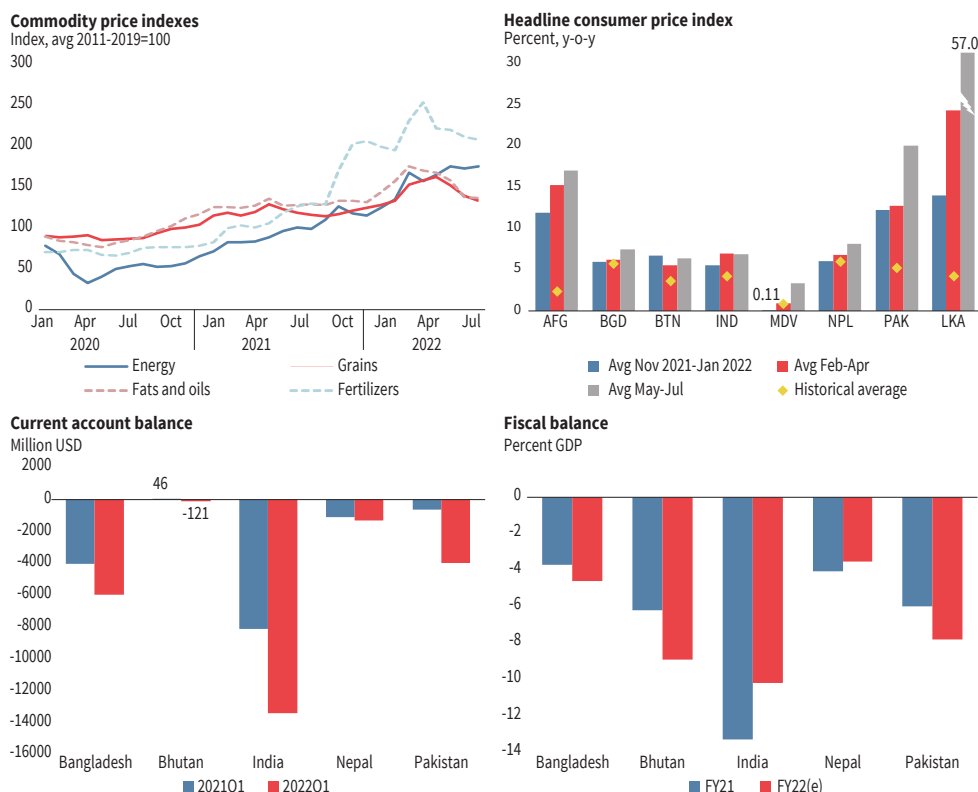 Commodity price indexes
Index, avg 2011-2019=100
300
250
200
150
100
50
0
Jan Apr Jul Oct Jan Apr Jul Oct Jan Apr Jul
2020 2021 2022
Energy Grains
Fats and oils Fertilizers
Headline consumer price index
Percent, y-o-y
57.0
30
25
20
15
10
5
0
0.11
AFG BGD BTN IND MDV NPL PAK LKA
Avg Nov 2021-Jan 2022 Avg Feb-Apr
Avg May-Jul Historical average
Current account balance
Million USD
2000
0
-2000
-4000
-6000
-8000
-10000
-12000
-14000
-16000
46
-121
Bangladesh Bhutan India Nepal Pakistan
2021Q1 2022Q1
Fiscal balance
Percent GDP
0
-2
-4
-6
-8
-10
-12
-14
Bangladesh Bhutan India Nepal Pakistan
FY21 FY22(e)